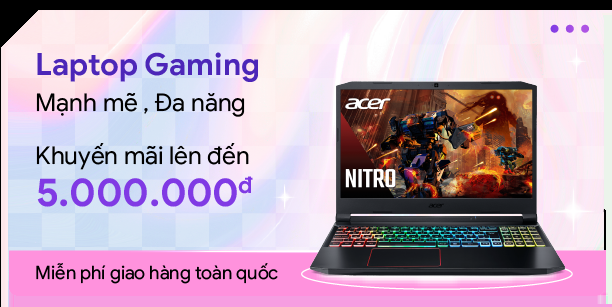 Laptop Gaming
Mạnh mẽ , Đa năng
Khuyến mãi lên đến
5.000.000đ
Miễn phí giao hàng toàn quốc
acer
NITRO